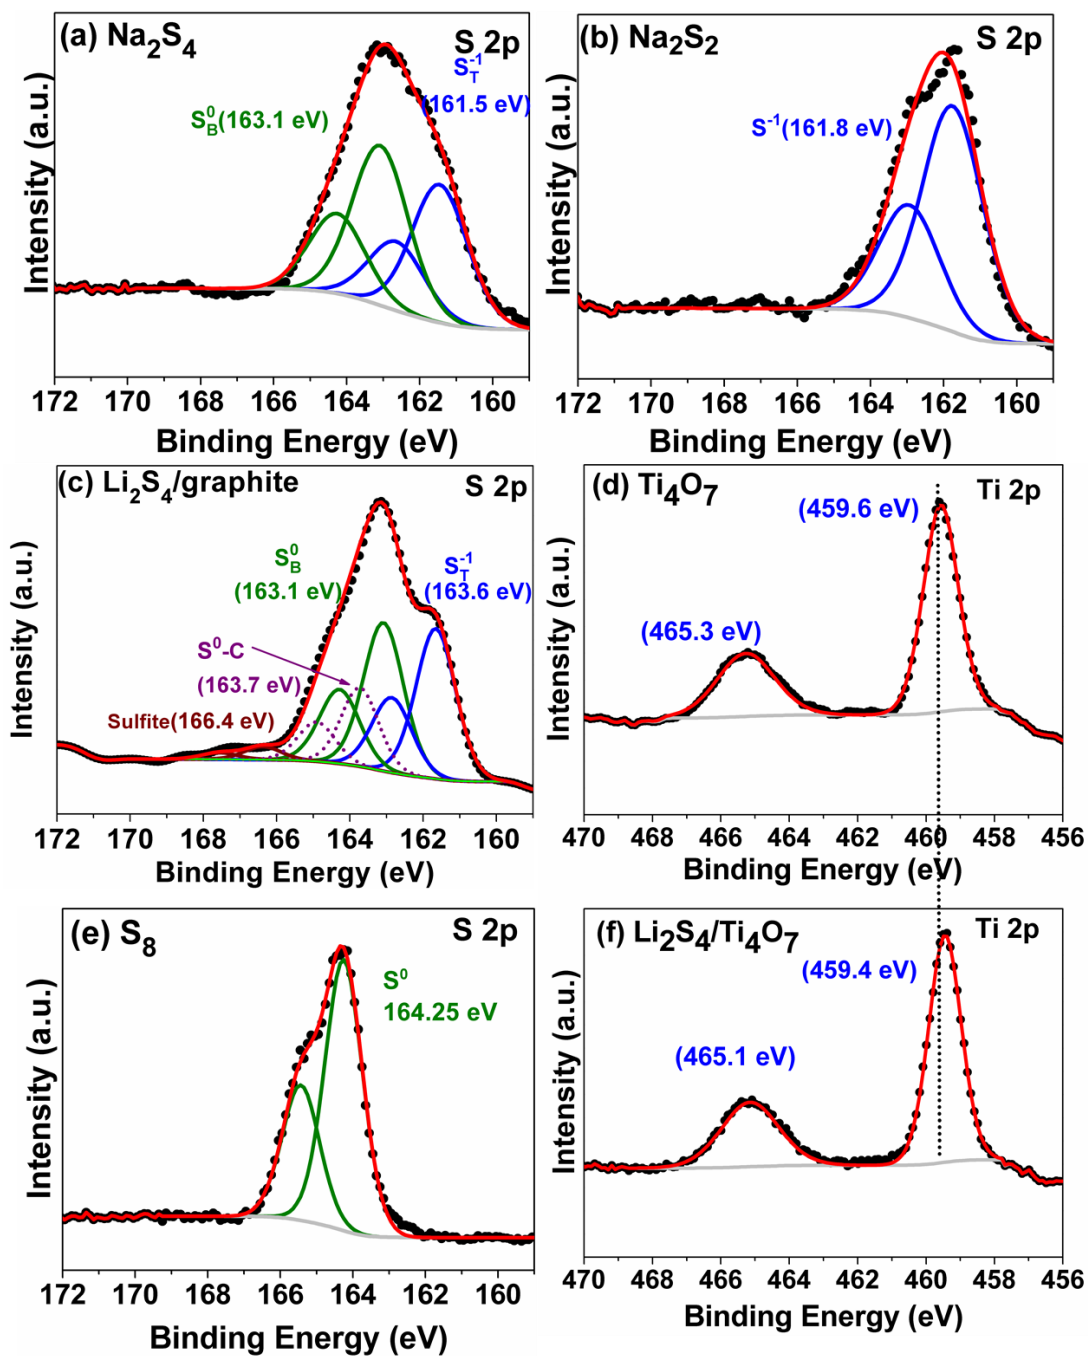 (a) Na₂S₄
S 2p
S_T^-1
(161.5 eV)
S_B^0(163.1 eV)
Intensity (a.u.)
172 170 168 166 164 162 160
Binding Energy (eV)
(b) Na₂S₂
S 2p
S⁻¹(161.8 eV)
Intensity (a.u.)
172 170 168 166 164 162 160
Binding Energy (eV)
(c) Li₂S₄/graphite
S 2p
S_B^0
(163.1 eV)
S_T^-1
(163.6 eV)
S⁰-C
(163.7 eV)
Sulfite(166.4 eV)
Intensity (a.u.)
172 170 168 166 164 162 160
Binding Energy (eV)
(d) Ti₄O₇
Ti 2p
(459.6 eV)
(465.3 eV)
Intensity (a.u.)
470 468 466 464 462 460 458 456
Binding Energy (eV)
(e) S₈
S 2p
S⁰
164.25 eV
Intensity (a.u.)
172 170 168 166 164 162 160
Binding Energy (eV)
(f) Li₂S₄/Ti₄O₇
Ti 2p
(459.4 eV)
(465.1 eV)
Intensity (a.u.)
470 468 466 464 462 460 458 456
Binding Energy (eV)